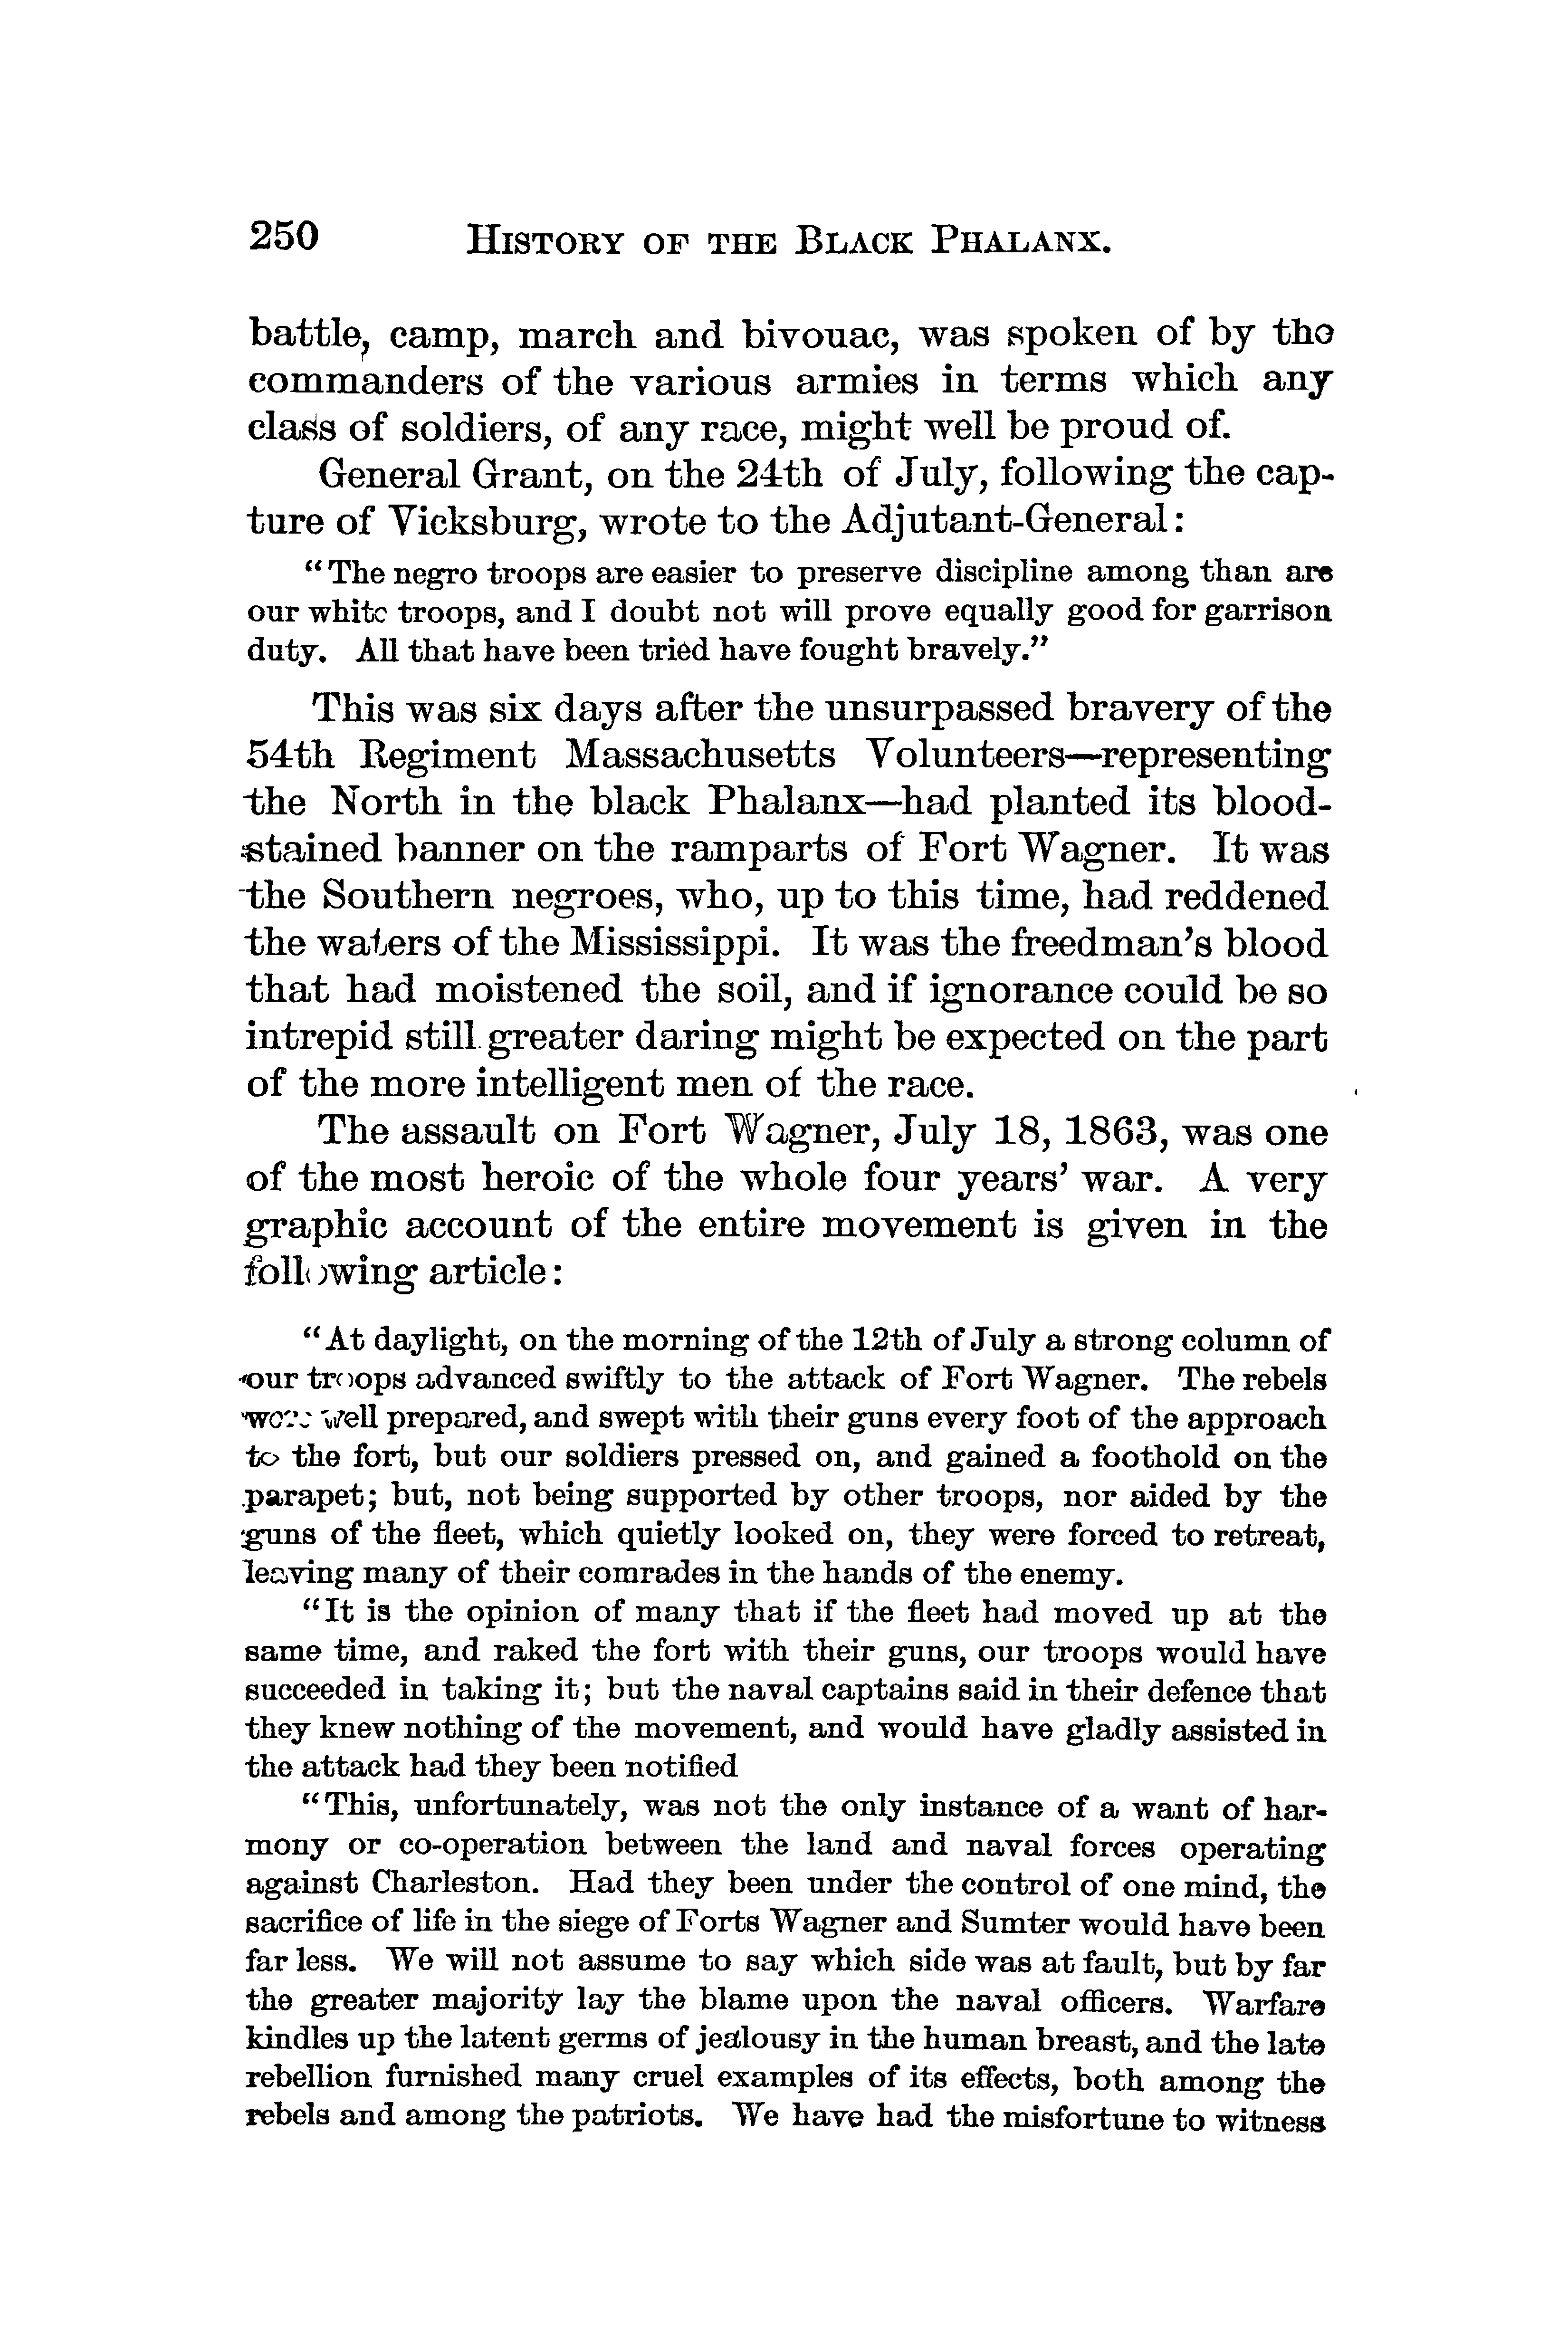 250 History of the Black Phalanx.
battle, camp, march and bivouac, was spoken of by the
commanders of the various armies in terms which any
class of soldiers, of any race, might well be proud of.
General Grant, on the 24th of July, following the cap-
ture of Vicksburg, wrote to the Adjutant-General:
"The negro troops are easier to preserve discipline among than are
our white troops, and I doubt not will prove equally good for garrison
duty. All that have been tried have fought bravely."
This was six days after the unsurpassed bravery of the
54th Regiment Massachusetts Volunteers—representing
the North in the black Phalanx—had planted its blood-
stained banner on the ramparts of Fort Wagner. It was
the Southern negroes, who, up to this time, had reddened
the waters of the Mississippi. It was the freedman's blood
that had moistened the soil, and if ignorance could be so
intrepid still greater daring might be expected on the part
of the more intelligent men of the race.
The assault on Fort Wagner, July 18, 1863, was one
of the most heroic of the whole four years' war. A very
graphic account of the entire movement is given in the
following article:
"At daylight, on the morning of the 12th of July a strong column of
our troops advanced swiftly to the attack of Fort Wagner. The rebels
were well prepared, and swept with their guns every foot of the approach
to the fort, but our soldiers pressed on, and gained a foothold on the
parapet; but, not being supported by other troops, nor aided by the
guns of the fleet, which quietly looked on, they were forced to retreat,
leaving many of their comrades in the hands of the enemy.
"It is the opinion of many that if the fleet had moved up at the
same time, and raked the fort with their guns, our troops would have
succeeded in taking it; but the naval captains said in their defence that
they knew nothing of the movement, and would have gladly assisted in
the attack had they been notified
"This, unfortunately, was not the only instance of a want of har-
mony or co-operation between the land and naval forces operating
against Charleston. Had they been under the control of one mind, the
sacrifice of life in the siege of Forts Wagner and Sumter would have been
far less. We will not assume to say which side was at fault, but by far
the greater majority lay the blame upon the naval officers. Warfare
kindles up the latent germs of jealousy in the human breast, and the late
rebellion furnished many cruel examples of its effects, both among the
rebels and among the patriots. We have had the misfortune to witness